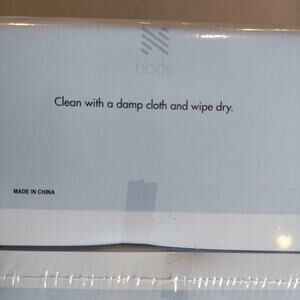 node
Clean with a damp cloth and wipe dry.
MADE IN CHINA